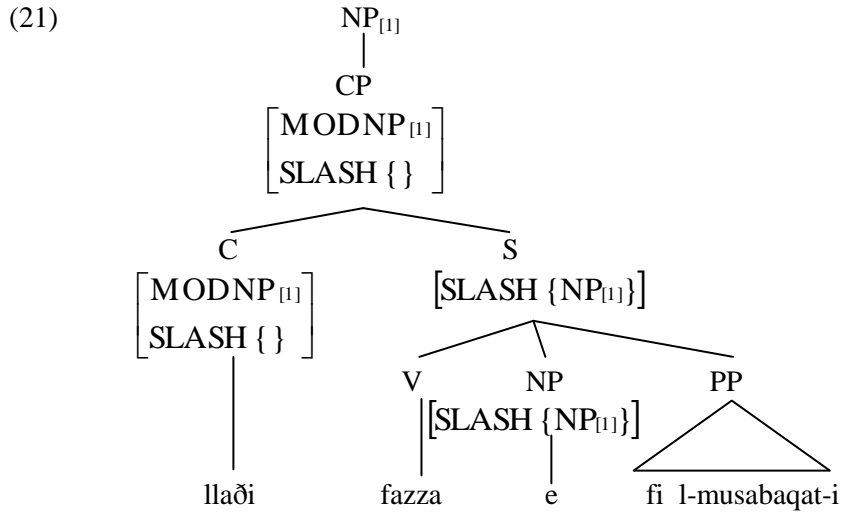 (21) NP[1]
CP
[MODNP[1]
SLASH { }]
C S
[MODNP[1] [SLASH {NP[1]}]
SLASH { }]
V NP PP
[SLASH {NP[1]}]
llaði fazza e fi l-musabaqat-i